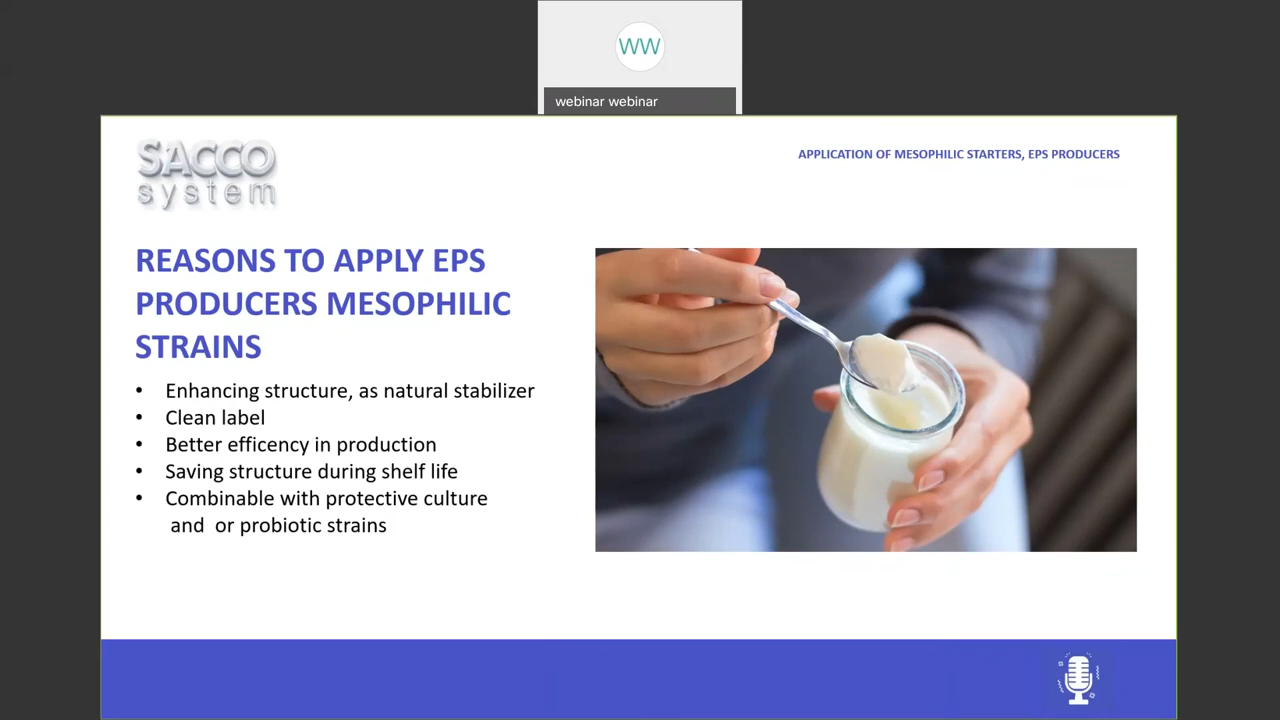 WW
webinar webinar
SACCO
system
APPLICATION OF MESOPHILIC STARTERS, EPS PRODUCERS
REASONS TO APPLY EPS
PRODUCERS MESOPHILIC
STRAINS
• Enhancing structure, as natural stabilizer
• Clean label
• Better efficency in production
• Saving structure during shelf life
• Combinable with protective culture
and or probiotic strains